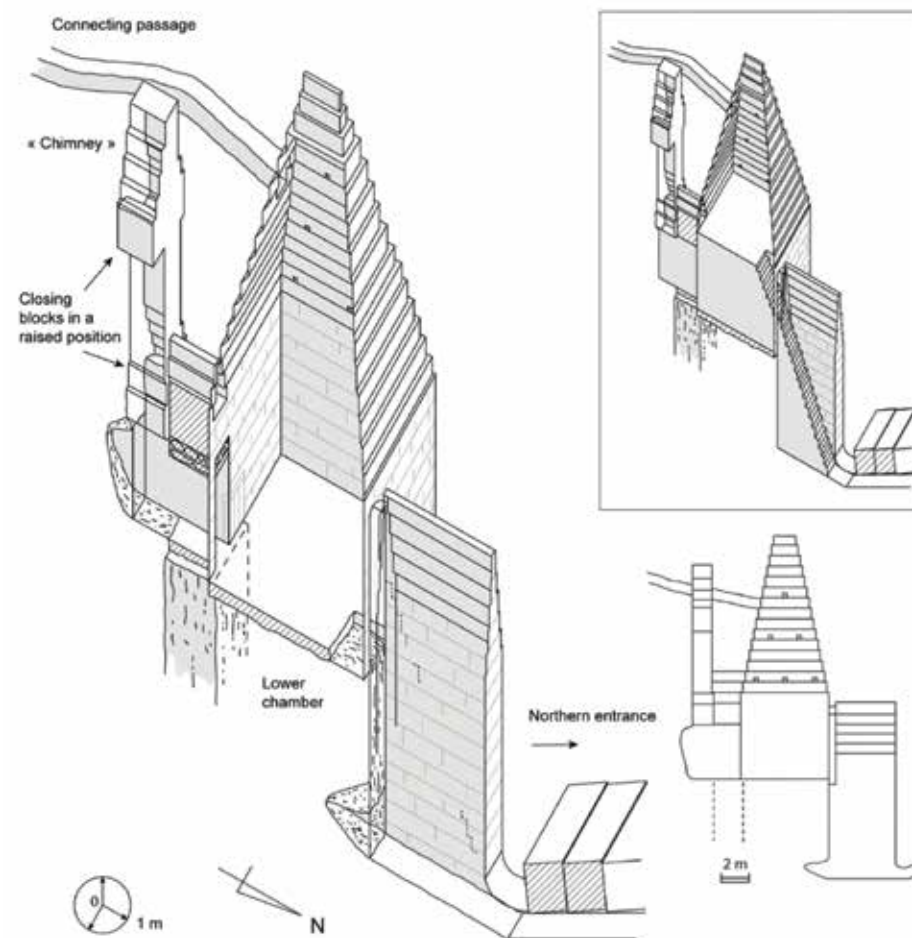 Connecting passage
« Chimney »
Closing
blocks in a
raised position
Lower
chamber
Northern entrance
2 m
0
1 m
N